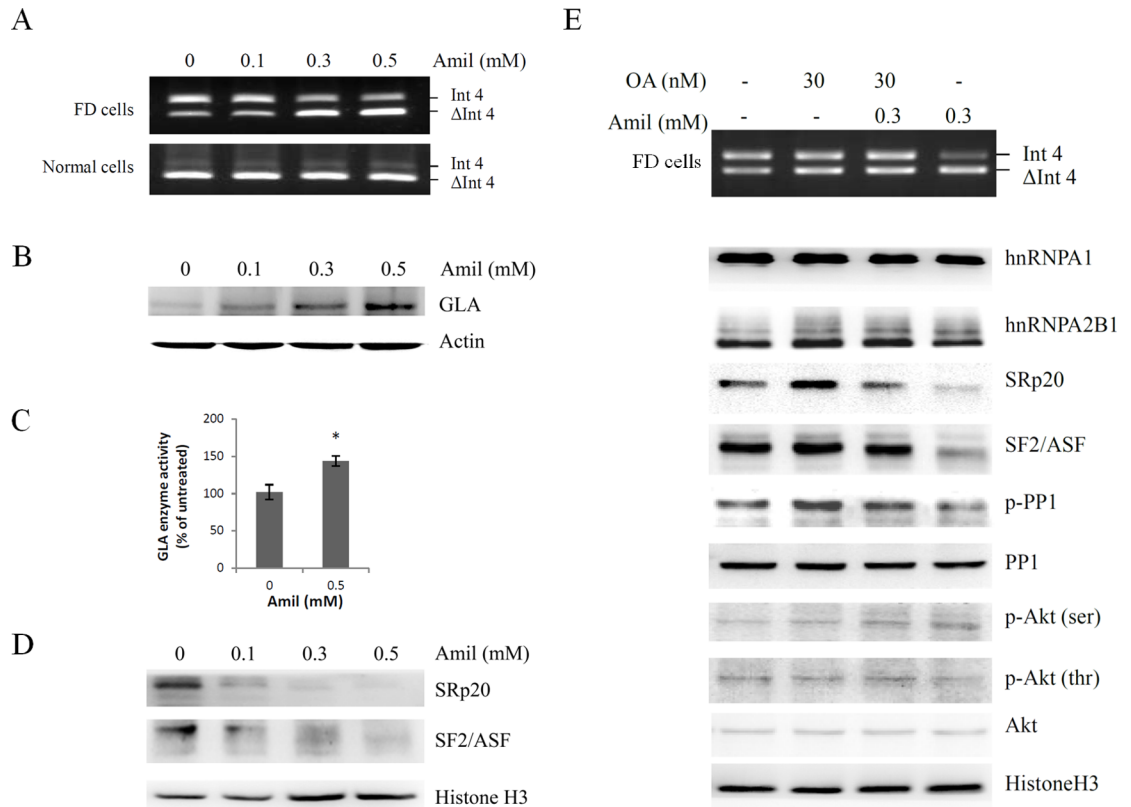 A
0 0.1 0.3 0.5 Amil (mM)
FD cells
Int 4
ΔInt 4
Normal cells
Int 4
ΔInt 4
B
0 0.1 0.3 0.5 Amil (mM)
GLA
Actin
C
GLA enzyme activity
(% of untreated)
200
150
100
50
0
*
0 0.5
Amil (mM)
D
0 0.1 0.3 0.5 Amil (mM)
SRp20
SF2/ASF
Histone H3
E
OA (nM) - 30 30 -
Amil (mM) - - 0.3 0.3
FD cells
Int 4
ΔInt 4
hnRNPA1
hnRNPA2B1
SRp20
SF2/ASF
p-PP1
PP1
p-Akt (ser)
p-Akt (thr)
Akt
HistoneH3